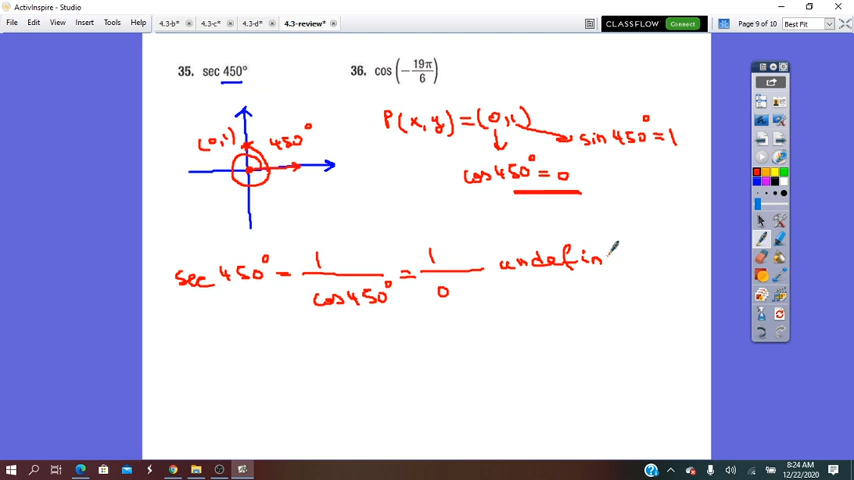 ActivInspire - Studio
File Edit View Insert Tools Help
4.3-b* 4.3-c* 4.3-d* 4.3-review*
CLASSFLOW Connect
Page 9 of 10 Best Fit
35. sec 450°
36. cos (−19π/6)
P(x, y) = (0,1)
(0,1) 450°
sin 450° = 1
cos 450° = 0
sec 450° = 1/cos 450° = 1/0 undefin
8:24 AM
12/22/2020